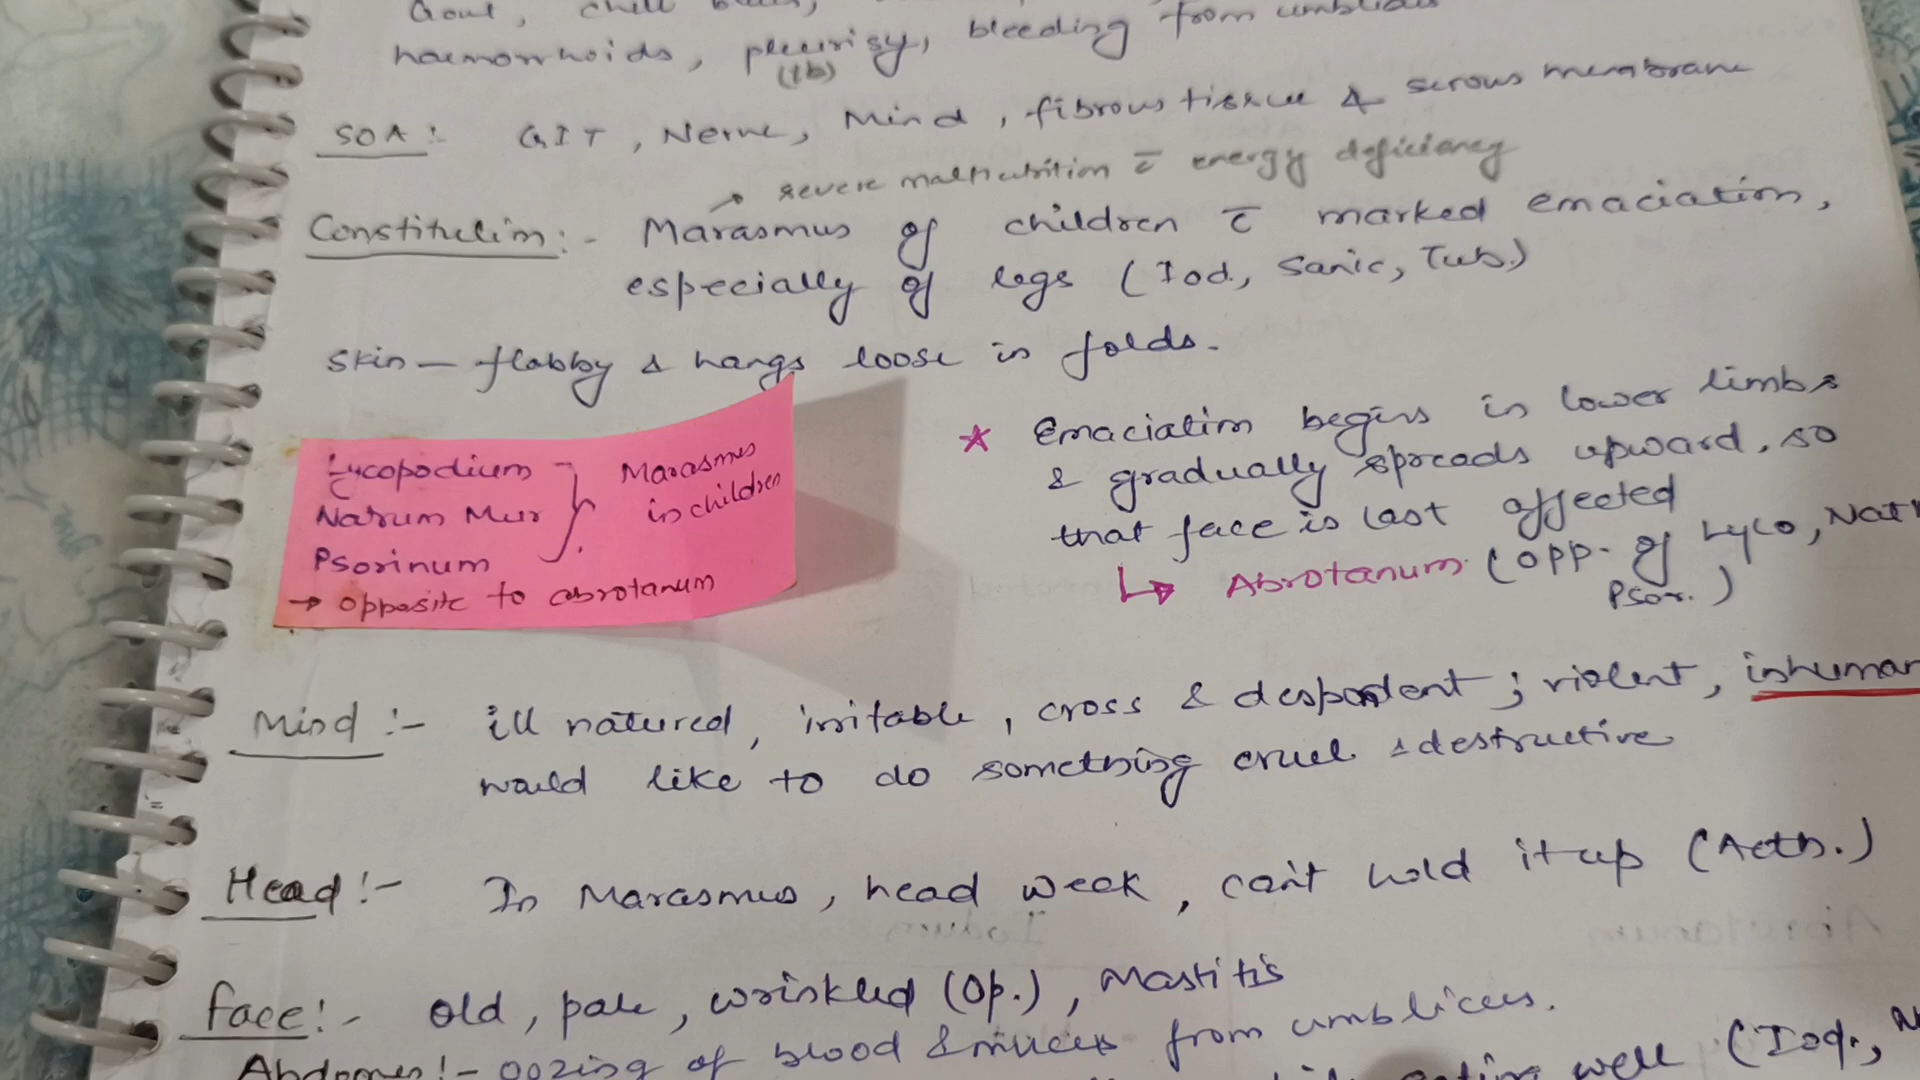 Gout, chill
haemorrhoids, pleurisy, bleeding from umblicus
(tb)
SOA:- GIT, Nerve, Mind, fibrous tissue & serous membrane
→ severe malnutrition c̄ energy deficiency
Constitution:- Marasmus of children c̄ marked emaciation,
especially of legs (Iod., Sanic, Tub.)
Skin — flabby & hangs loose in folds.
Lycopodium
Natrum Mur
Psorinum
} Marasmus
in children
→ opposite to abrotanum
* Emaciation begins in lower limbs
& gradually spreads upward, so
that face is last affected
↳ Abrotanum. (Opp. of Lyco, Nat
Psor.)
Mind:- ill natured, irritable, cross & despondent; violent, inhuman
would like to do something cruel & destructive
Head:- In Marasmus, head weak, can't hold it up (Aeth.)
Face:- old, pale, wrinkled (Op.), Mastitis
Abdomen:- oozing of blood & mucus from umblicus.
eating well (Iod.,